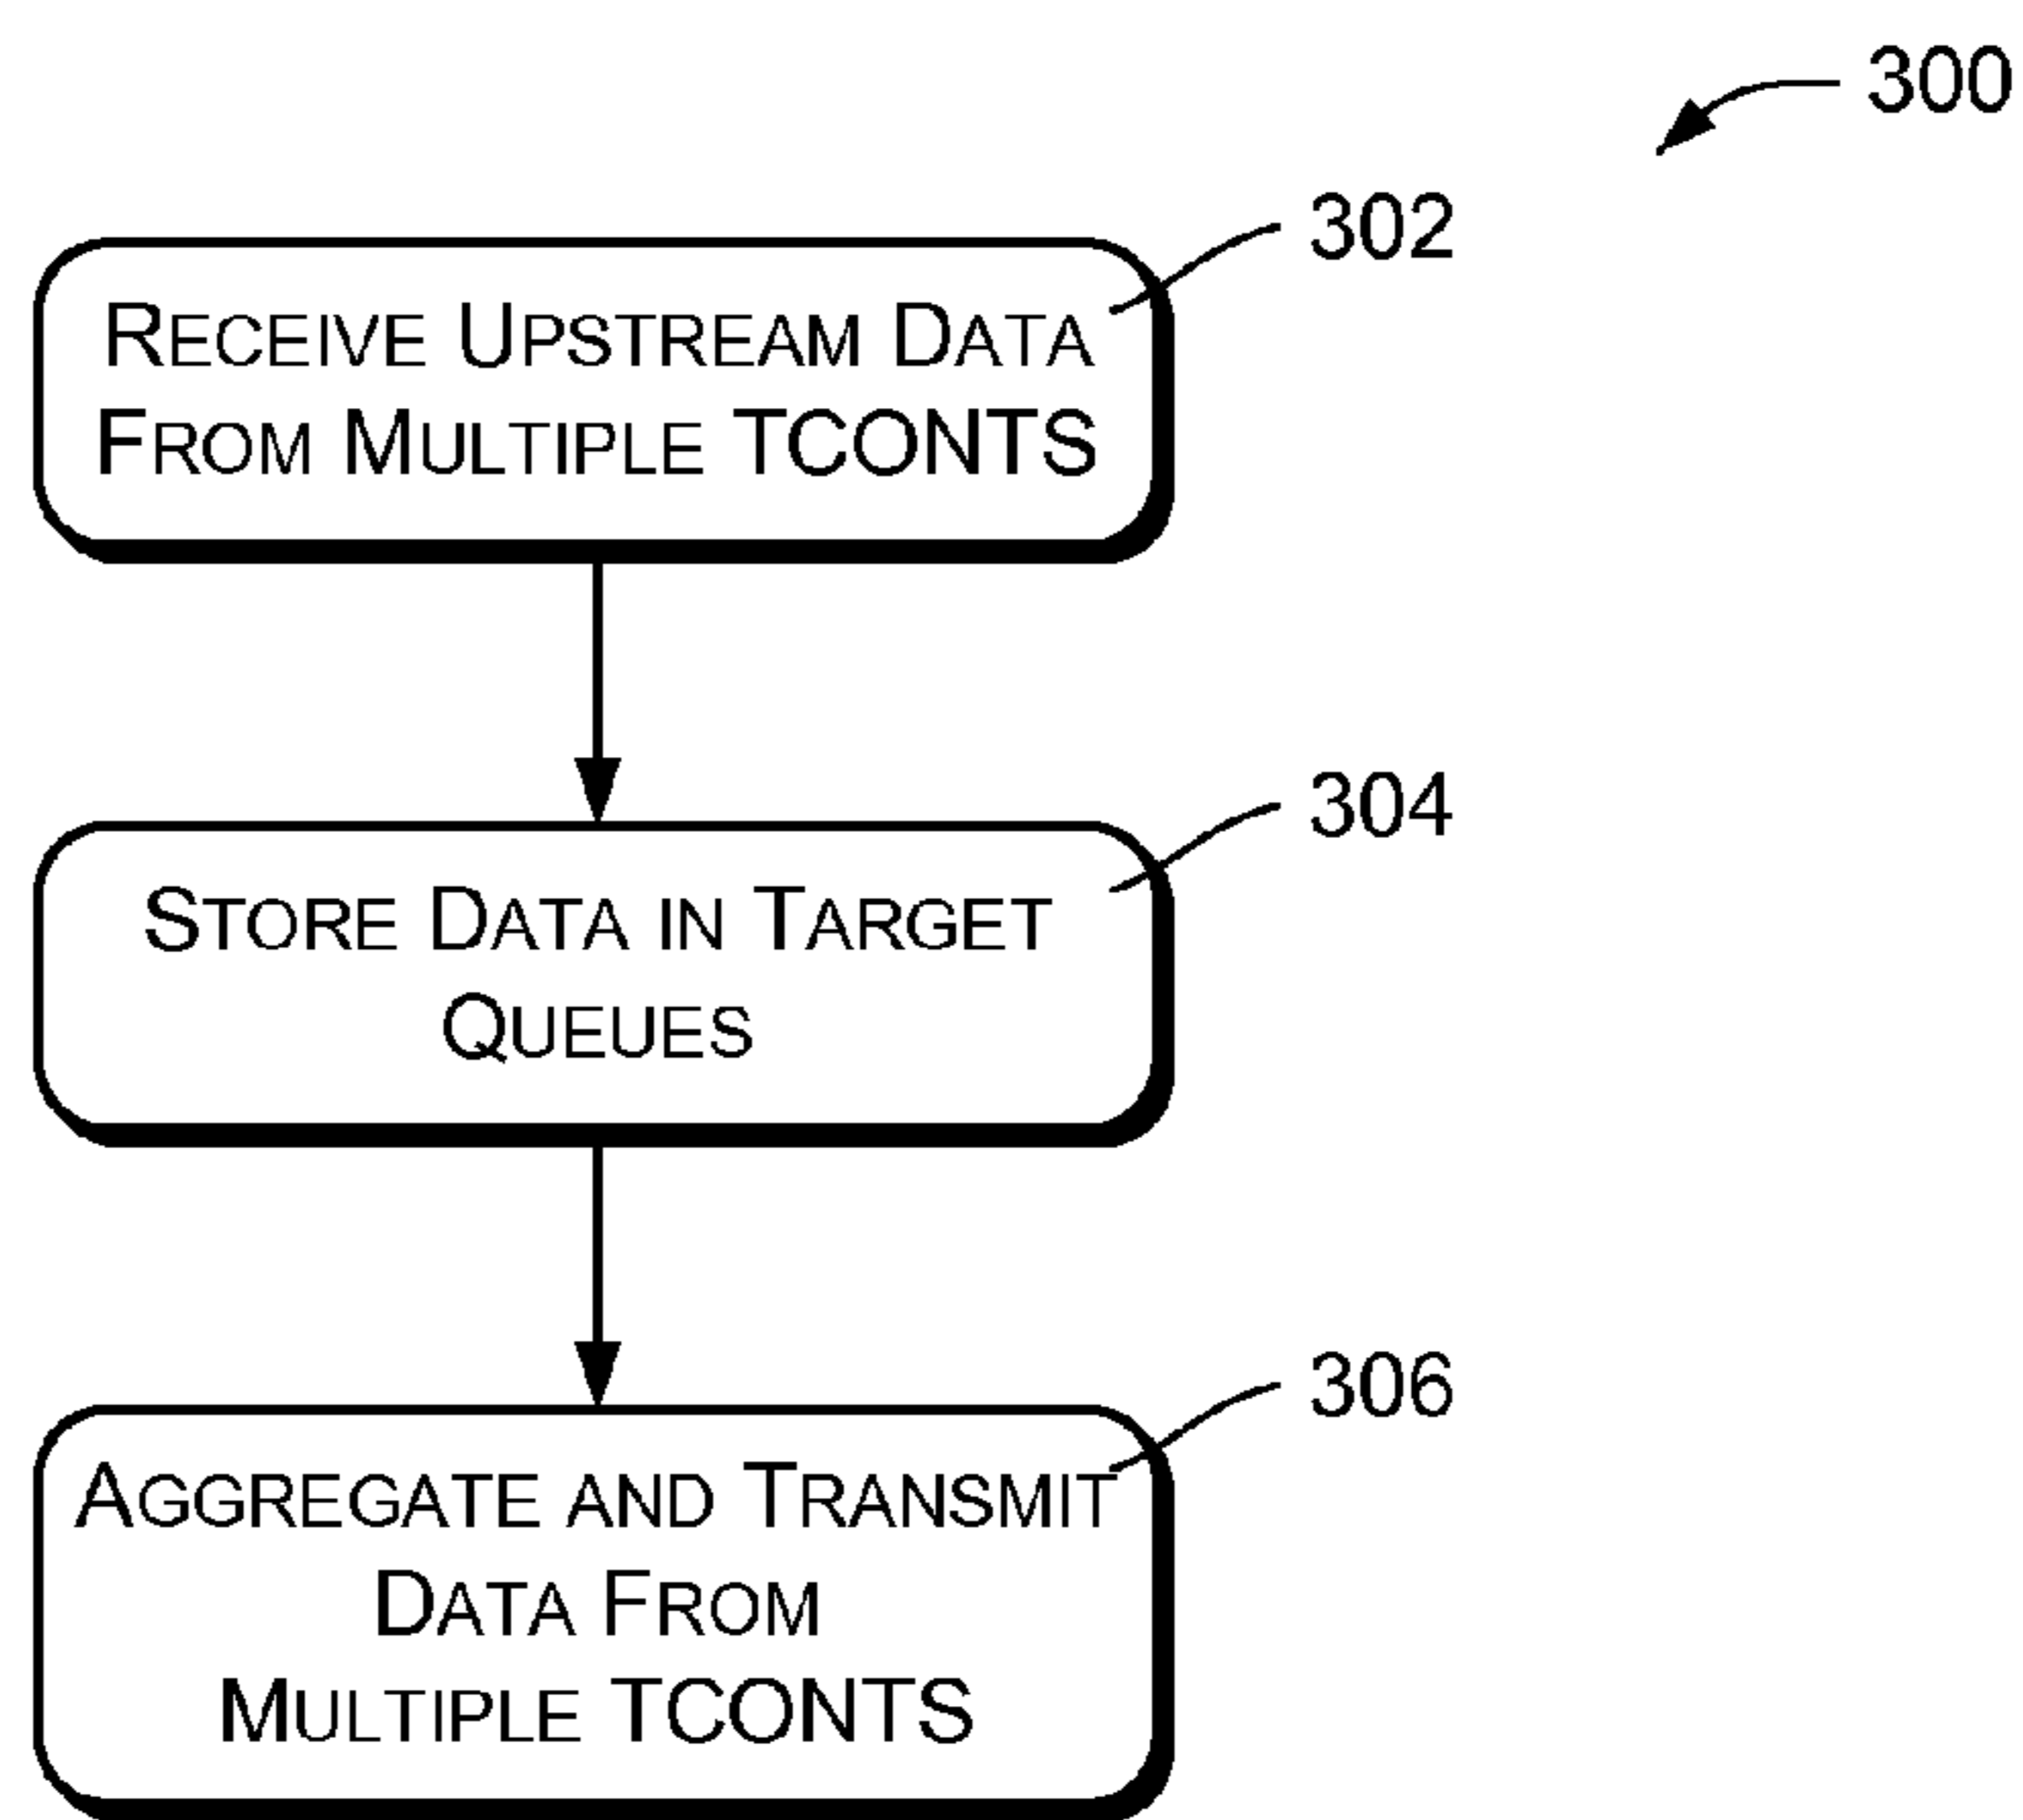 300
302
RECEIVE UPSTREAM DATA
FROM MULTIPLE TCONTS
304
STORE DATA IN TARGET
QUEUES
306
AGGREGATE AND TRANSMIT
DATA FROM
MULTIPLE TCONTS